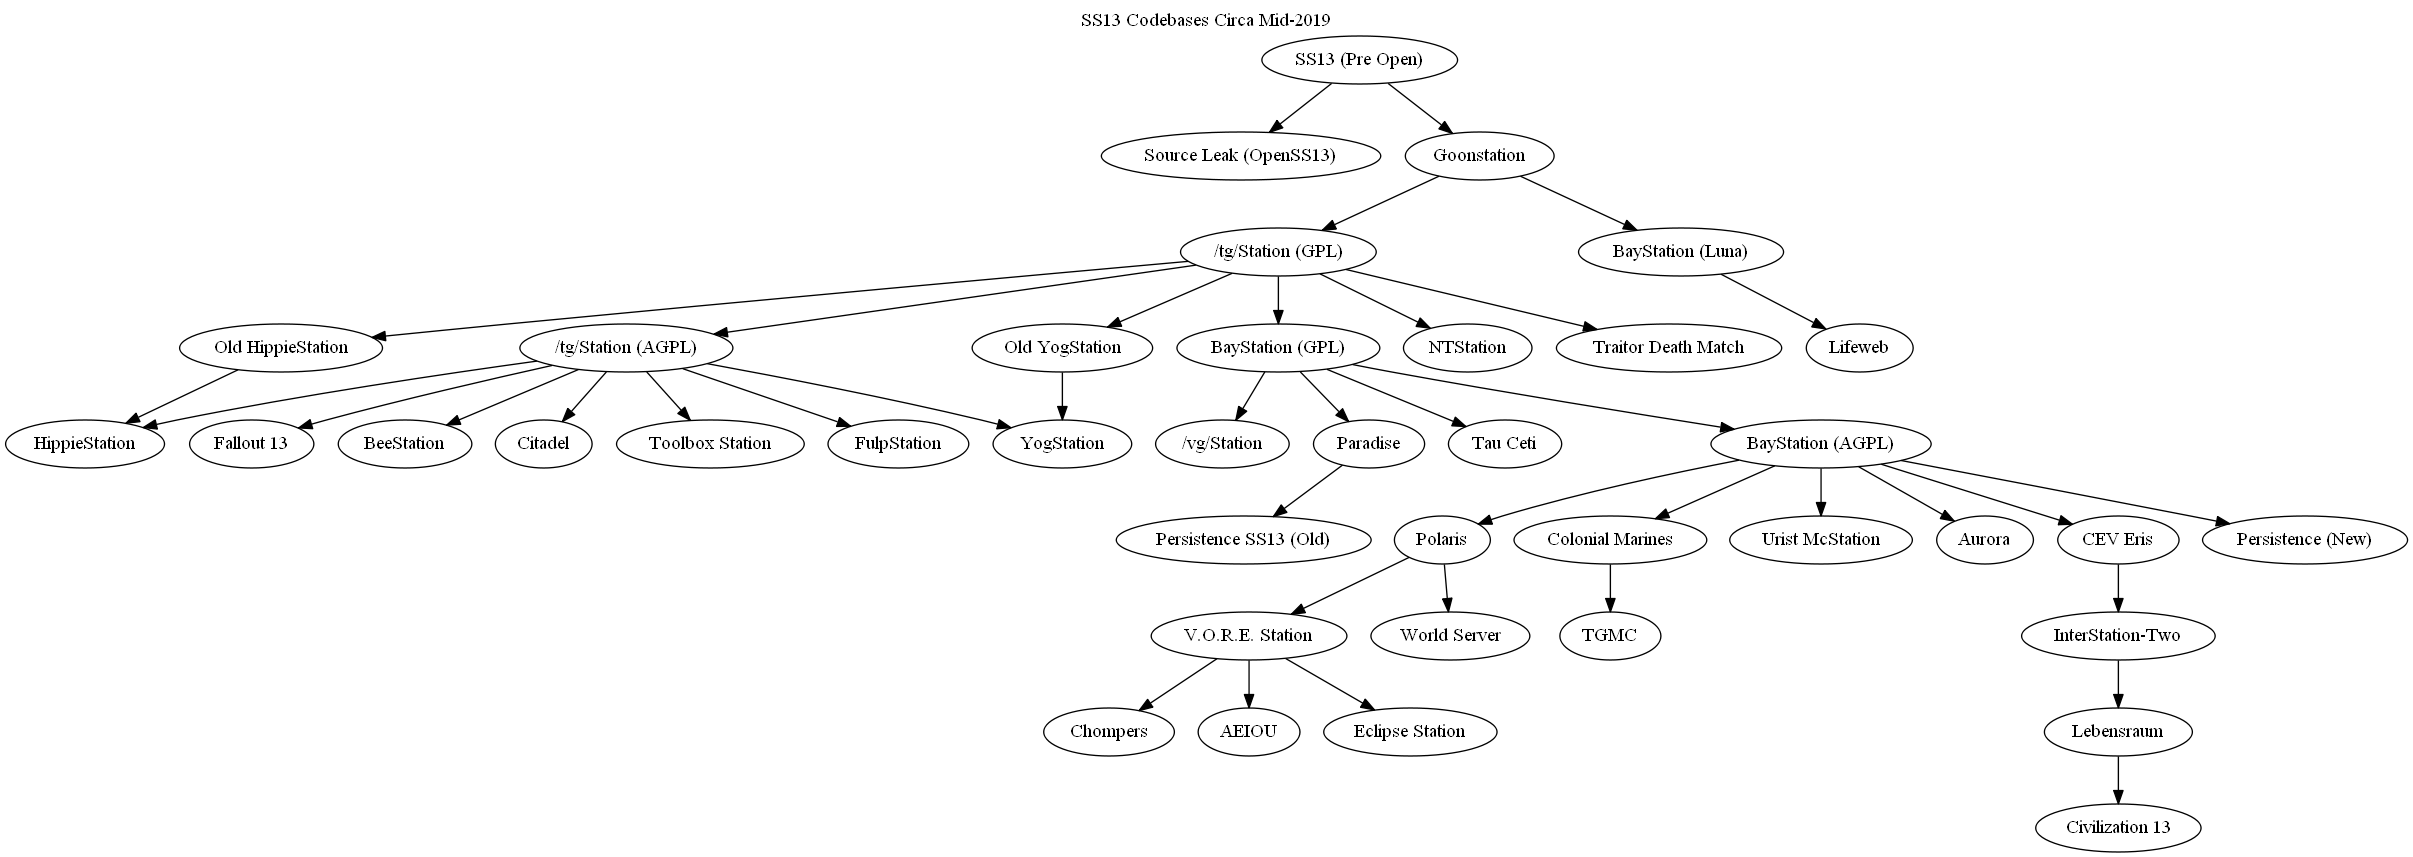 SS13 Codebases Circa Mid-2019
SS13 (Pre Open)
Source Leak (OpenSS13)
Goonstation
/tg/Station (GPL)
BayStation (Luna)
Old HippieStation
/tg/Station (AGPL)
Old YogStation
BayStation (GPL)
NTStation
Traitor Death Match
Lifeweb
HippieStation
Fallout 13
BeeStation
Citadel
Toolbox Station
FulpStation
YogStation
/vg/Station
Paradise
Tau Ceti
BayStation (AGPL)
Persistence SS13 (Old)
Polaris
Colonial Marines
Urist McStation
Aurora
CEV Eris
Persistence (New)
V.O.R.E. Station
World Server
TGMC
InterStation-Two
Chompers
AEIOU
Eclipse Station
Lebensraum
Civilization 13